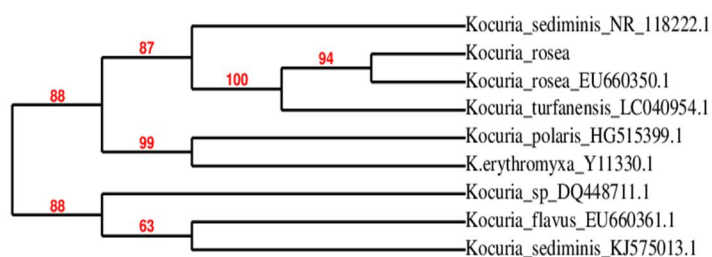 Kocuria_sediminis_NR_118222.1
87
94
Kocuria_rosea
100
Kocuria_rosea_EU660350.1
88
Kocuria_turfanensis_LC040954.1
99
Kocuria_polaris_HG515399.1
K.erythromyxa_Y11330.1
88
Kocuria_sp_DQ448711.1
63
Kocuria_flavus_EU660361.1
Kocuria_sediminis_KJ575013.1